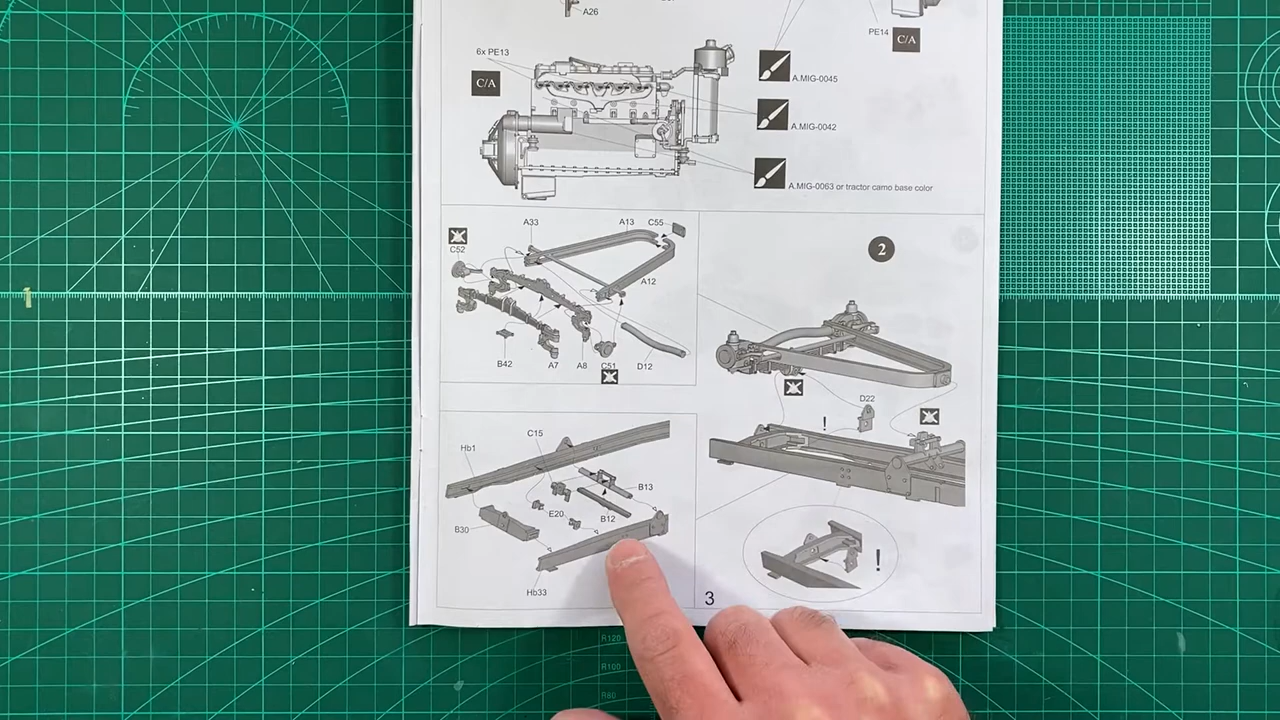 A26
PE14
C/A
6x PE13
C/A
A.MIG-0045
A.MIG-0042
A.MIG-0063 or tractor camo base color
A33
A13
C55
C52
A12
B42
A7
A8
C51
D12
2
D22
!
Hb1
C15
B13
E20
B12
B30
Hb33
!
3
R120
R100
R80